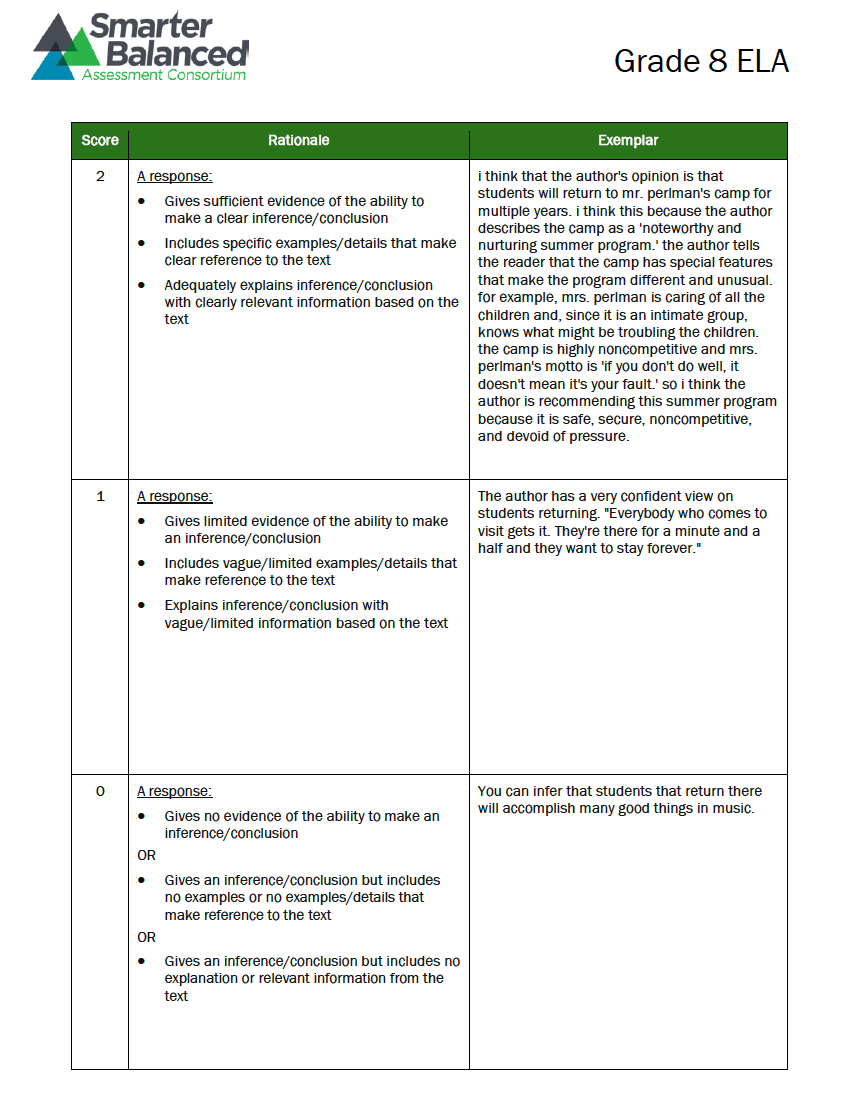 Smarter
Balanced
Assessment Consortium
Grade 8 ELA
Score Rationale Exemplar
2
A response:
● Gives sufficient evidence of the ability to
make a clear inference/conclusion
● Includes specific examples/details that make
clear reference to the text
● Adequately explains inference/conclusion
with clearly relevant information based on the
text
i think that the author's opinion is that
students will return to mr. perlman's camp for
multiple years. i think this because the author
describes the camp as a 'noteworthy and
nurturing summer program.' the author tells
the reader that the camp has special features
that make the program different and unusual.
for example, mrs. perlman is caring of all the
children and, since it is an intimate group,
knows what might be troubling the children.
the camp is highly noncompetitive and mrs.
perlman's motto is 'if you don't do well, it
doesn't mean it's your fault.' so i think the
author is recommending this summer program
because it is safe, secure, noncompetitive,
and devoid of pressure.
1
A response:
● Gives limited evidence of the ability to make
an inference/conclusion
● Includes vague/limited examples/details that
make reference to the text
● Explains inference/conclusion with
vague/limited information based on the text
The author has a very confident view on
students returning. "Everybody who comes to
visit gets it. They're there for a minute and a
half and they want to stay forever."
0
A response:
● Gives no evidence of the ability to make an
inference/conclusion
OR
● Gives an inference/conclusion but includes
no examples or no examples/details that
make reference to the text
OR
● Gives an inference/conclusion but includes no
explanation or relevant information from the
text
You can infer that students that return there
will accomplish many good things in music.